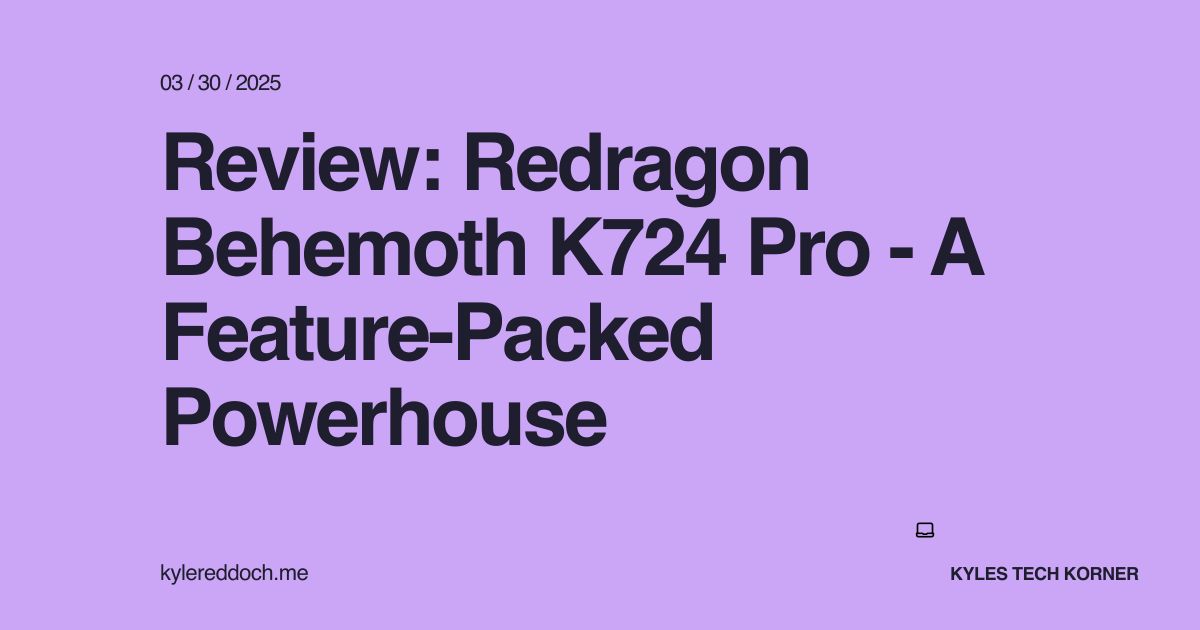 03 / 30 / 2025
Review: Redragon
Behemoth K724 Pro - A
Feature-Packed
Powerhouse
kylereddoch.me
KYLES TECH KORNER